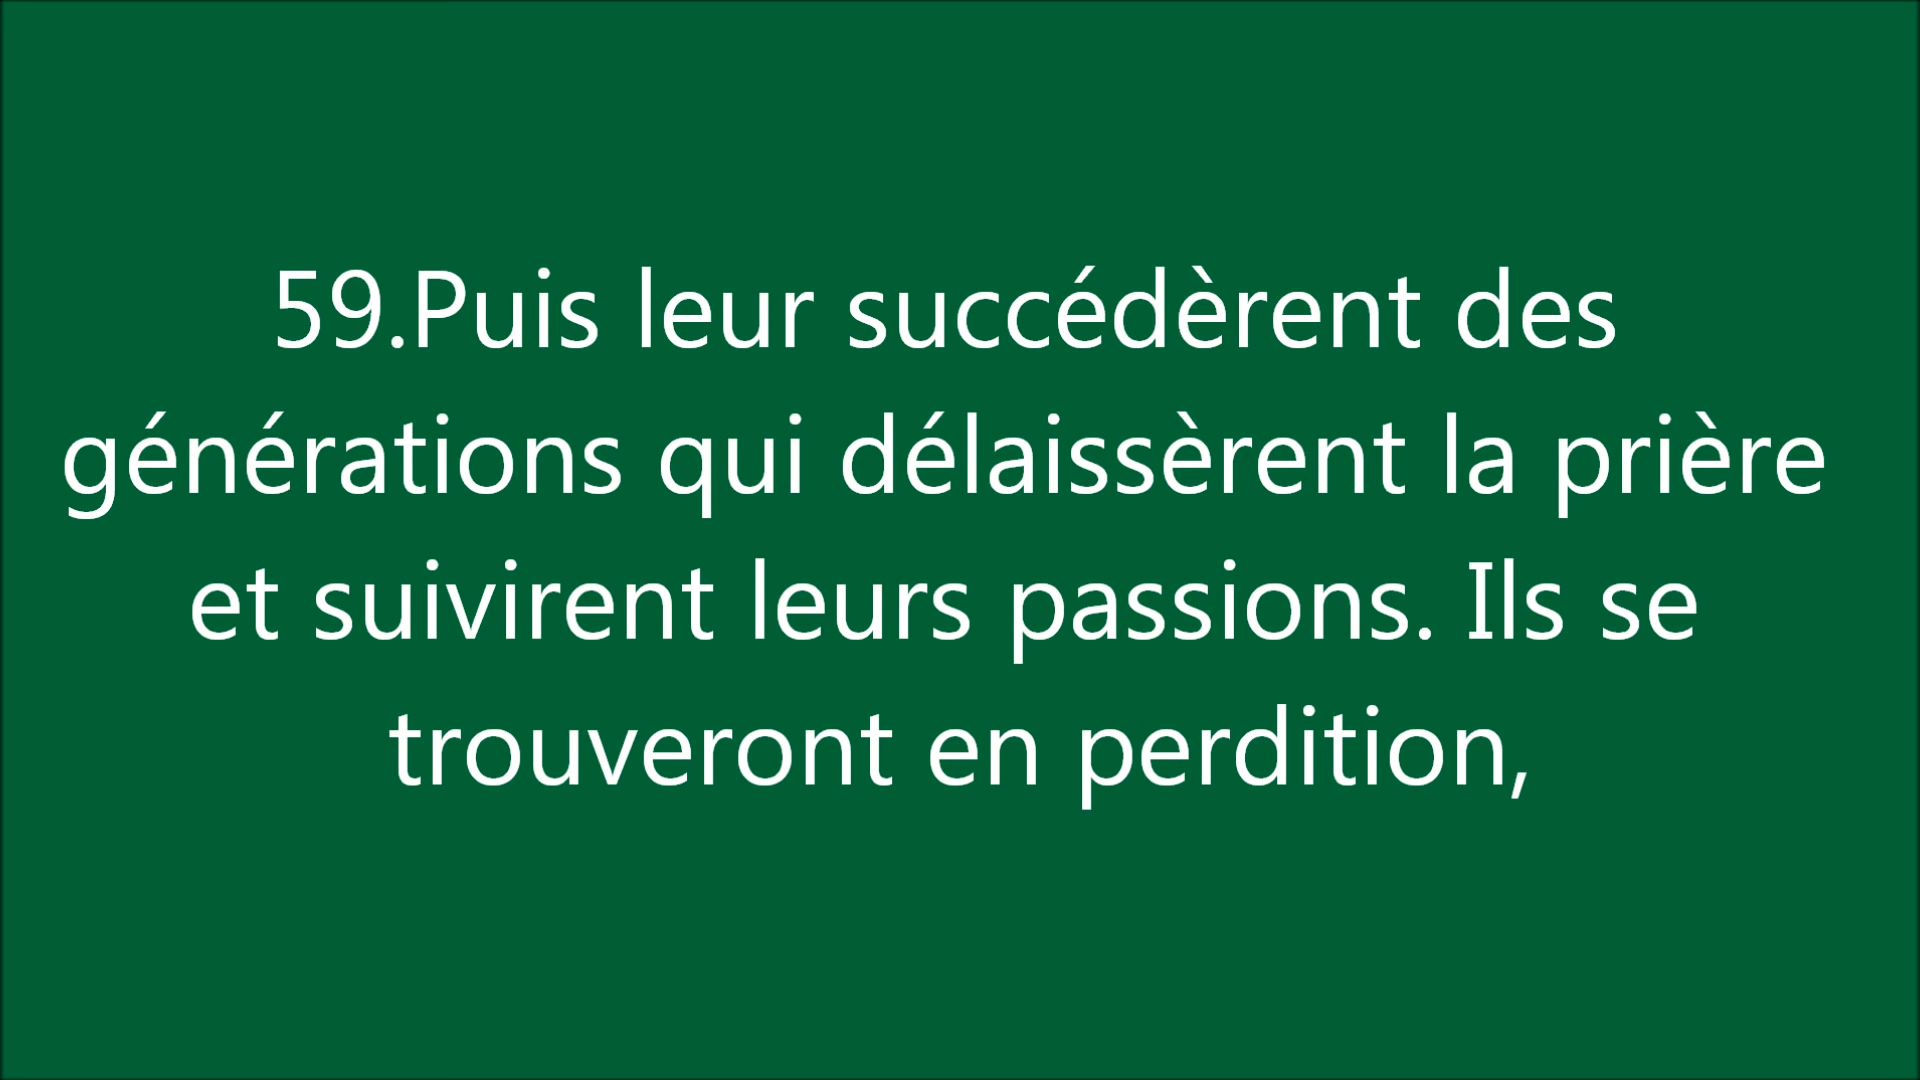 59.Puis leur succédèrent des
générations qui délaissèrent la prière
et suivirent leurs passions. Ils se
trouveront en perdition,